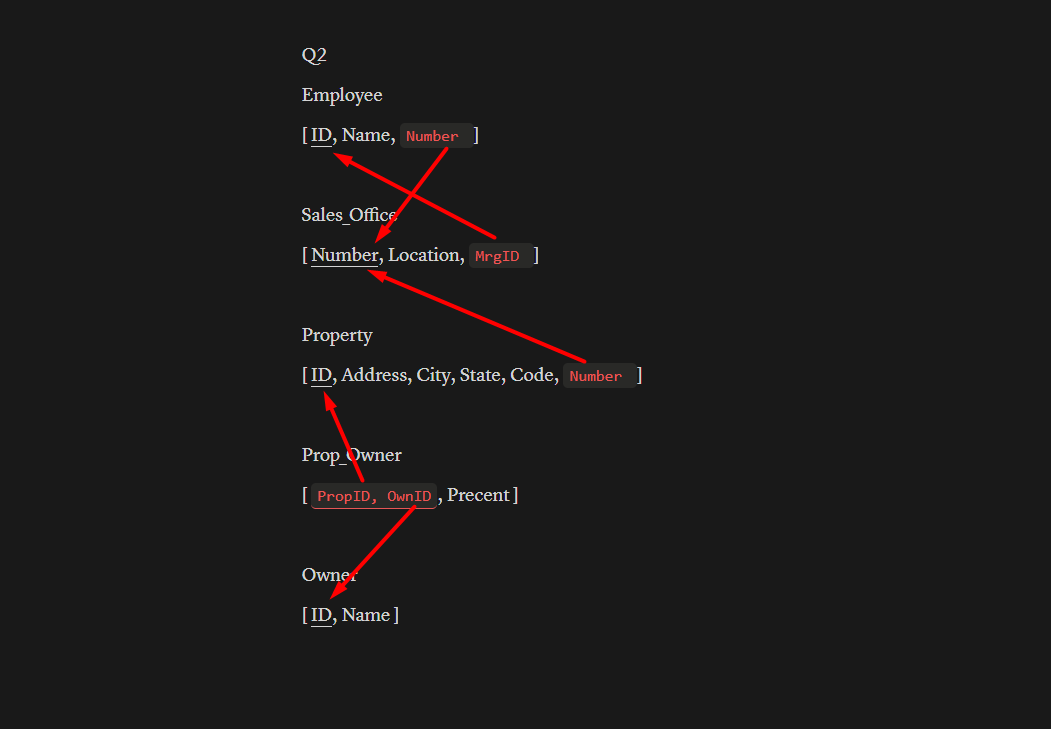 Q2
Employee
[ ID, Name, Number ]
Sales_Office
[ Number, Location, MrgID ]
Property
[ ID, Address, City, State, Code, Number ]
Prop_Owner
[ PropID, OwnID, Precent ]
Owner
[ ID, Name ]